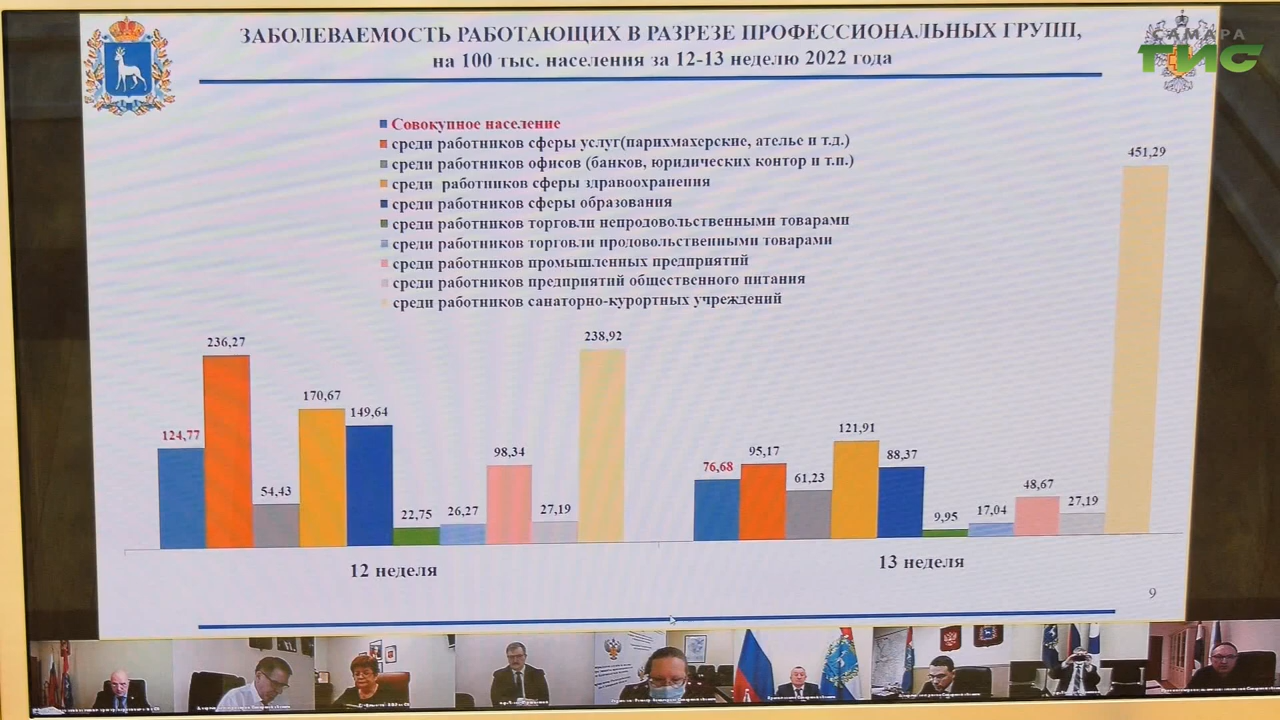 ЗАБОЛЕВАЕМОСТЬ РАБОТАЮЩИХ В РАЗРЕЗЕ ПРОФЕССИОНАЛЬНЫХ ГРУПП,
на 100 тыс. населения за 12-13 неделю 2022 года
САМАРА
ТИС
Совокупное население
среди работников сферы услуг(парихмахерские, ателье и т.д.)
среди работников офисов (банков, юридических контор и т.п.)
среди работников сферы здравоохранения
среди работников сферы образования
среди работников торговли непродовольственными товарами
среди работников торговли продовольственными товарами
среди работников промышленных предприятий
среди работников предприятий общественного питания
среди работников санаторно-курортных учреждений
124,77
236,27
54,43
170,67
149,64
22,75
26,27
98,34
27,19
238,92
76,68
95,17
61,23
121,91
88,37
9,95
17,04
48,67
27,19
451,29
12 неделя
13 неделя
9